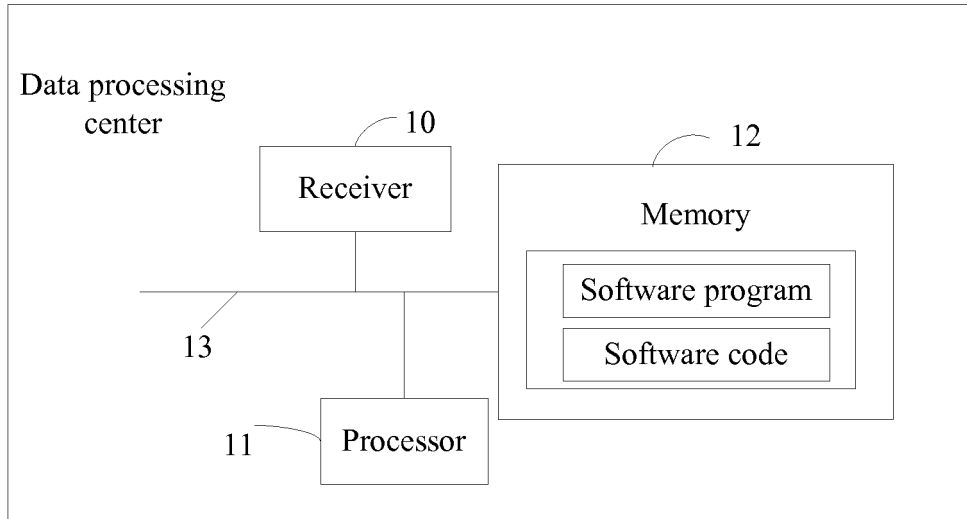 Data processing
center
10
Receiver
12
Memory
Software program
Software code
13
11
Processor